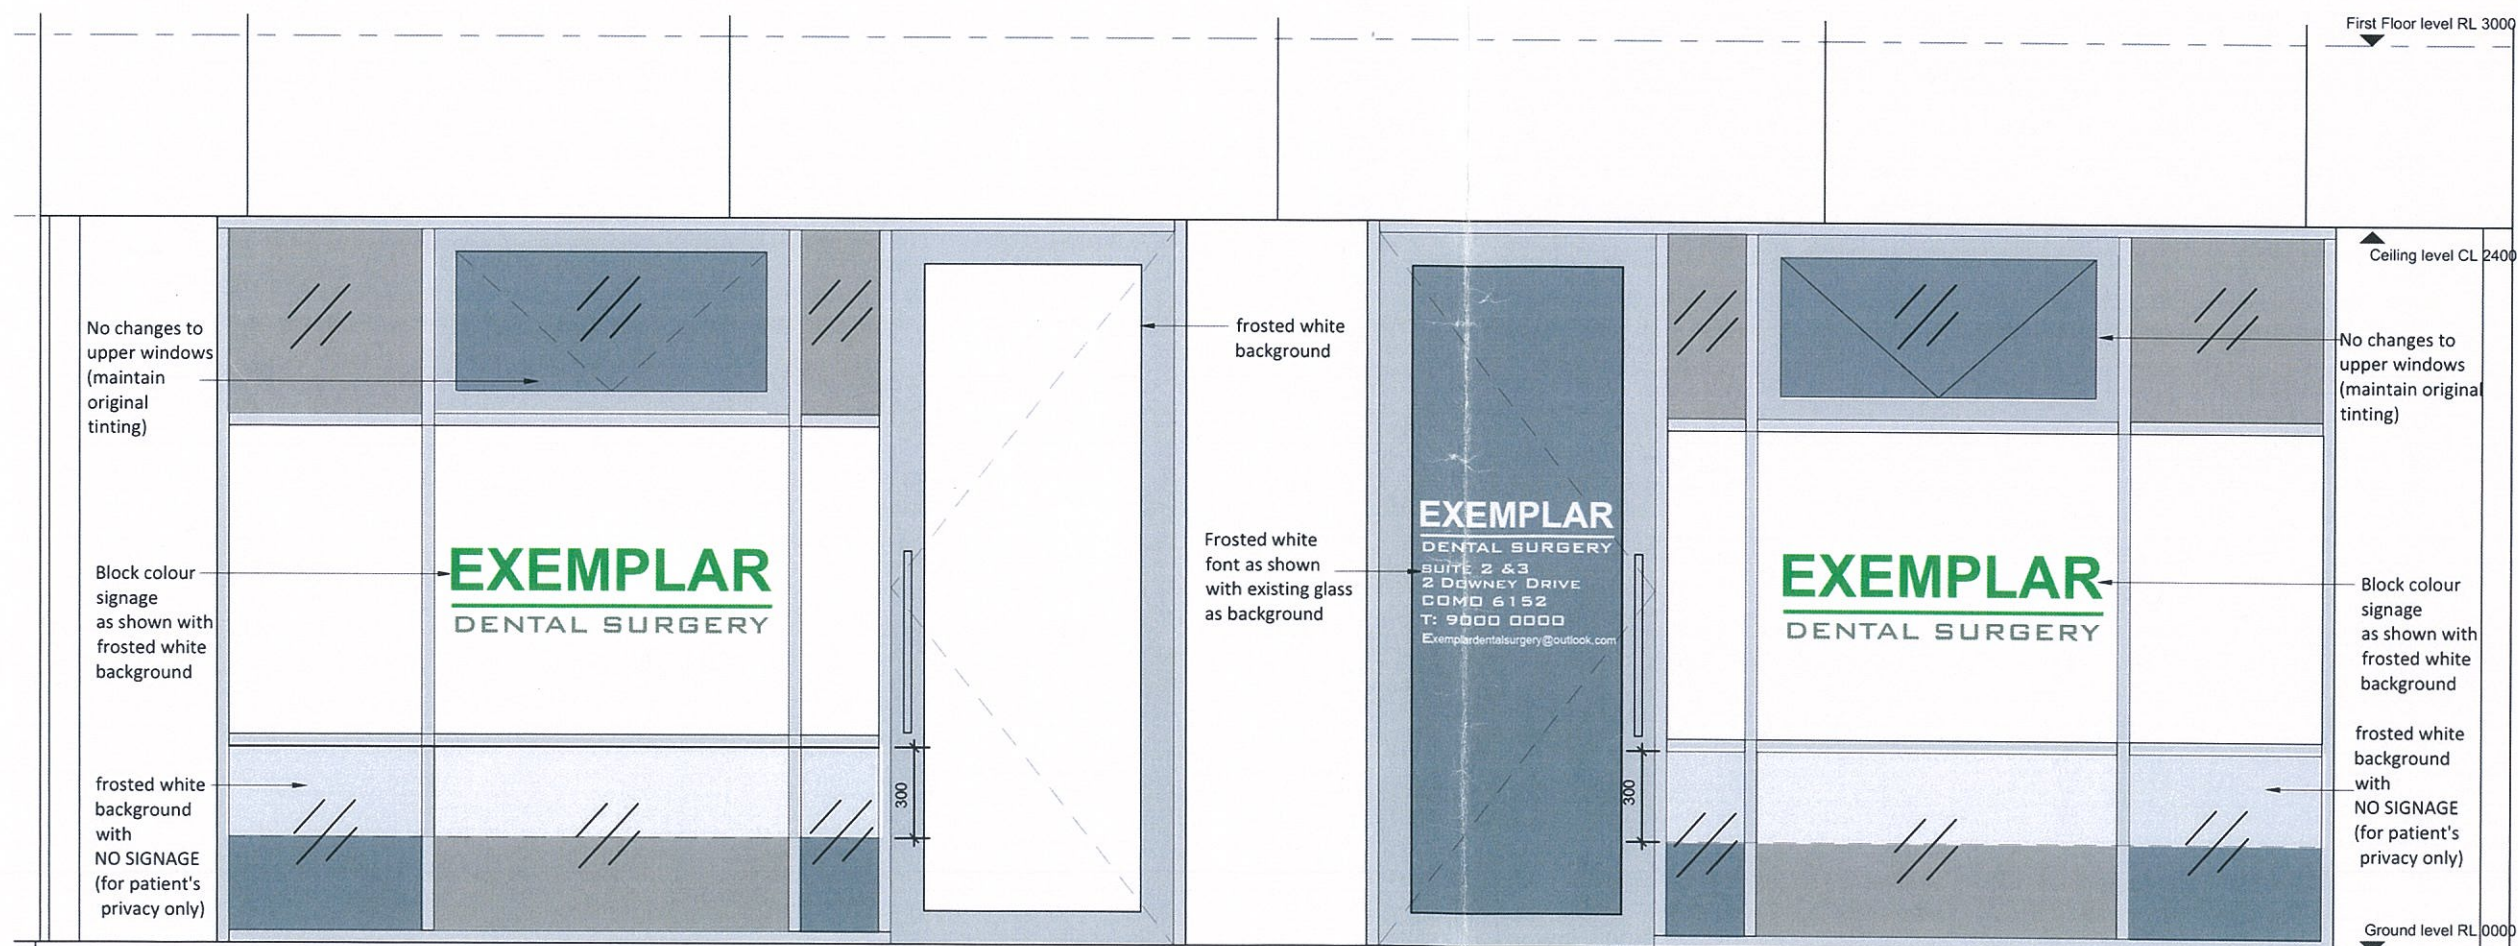 First Floor level RL 3000
Ceiling level CL 2400
No changes to
upper windows
(maintain
original
tinting)
frosted white
background
No changes to
upper windows
(maintain original
tinting)
Block colour
signage
as shown with
frosted white
background
EXEMPLAR
DENTAL SURGERY
Frosted white
font as shown
with existing glass
as background
EXEMPLAR
DENTAL SURGERY
SUITE 2 &3
2 DOWNEY DRIVE
COMO 6152
T: 9000 0000
Exemplardentalsurgery@outlook.com
EXEMPLAR
DENTAL SURGERY
Block colour
signage
as shown with
frosted white
background
frosted white
background
with
NO SIGNAGE
(for patient's
privacy only)
300
300
frosted white
background
with
NO SIGNAGE
(for patient's
privacy only)
Ground level RL 0000